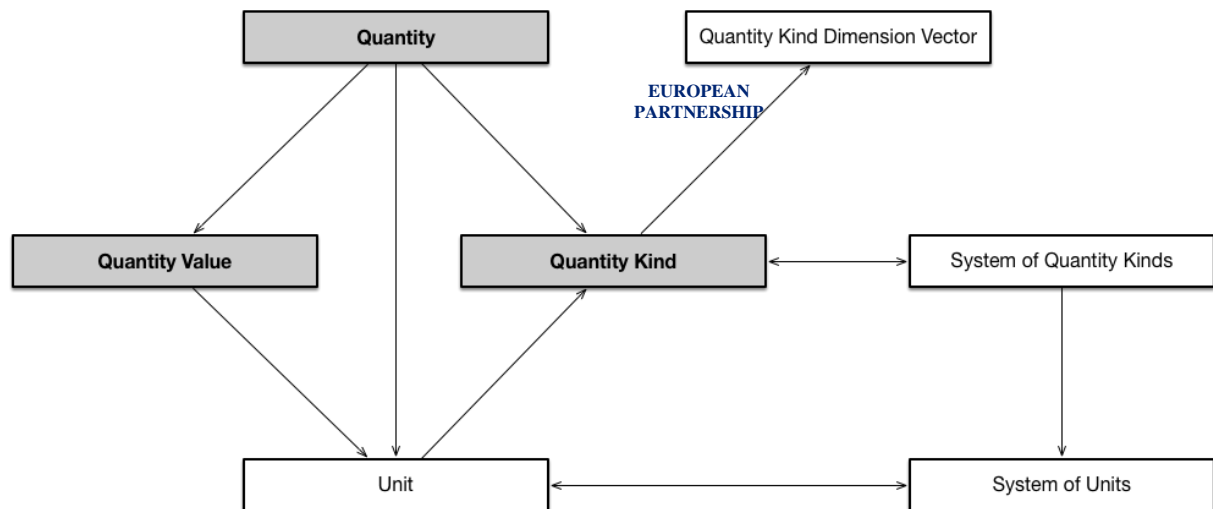 Quantity
Quantity Kind Dimension Vector
EUROPEAN
PARTNERSHIP
Quantity Value
Quantity Kind
System of Quantity Kinds
Unit
System of Units